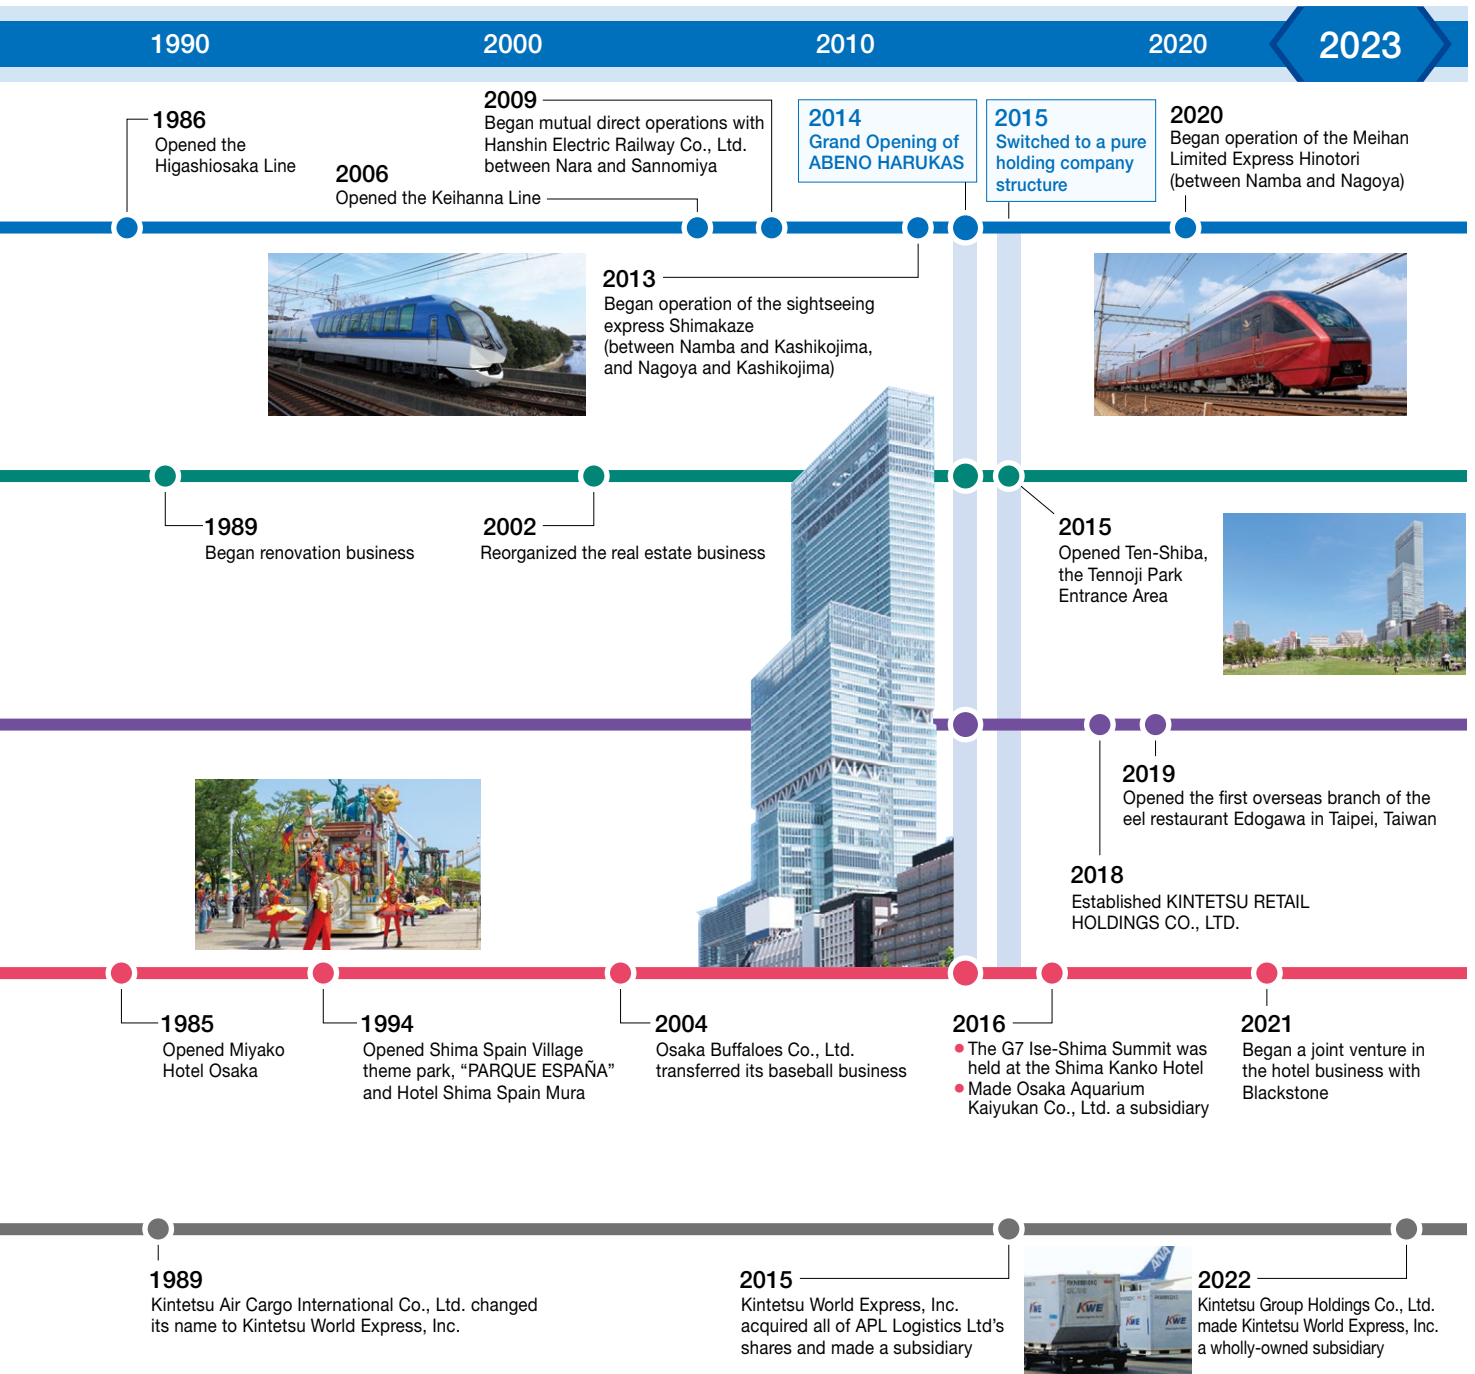 1990
2000
2010
2020
2023
1986
Opened the
Higashiosaka Line
2006
Opened the Keihanna Line
2009
Began mutual direct operations with
Hanshin Electric Railway Co., Ltd.
between Nara and Sannomiya
2014
Grand Opening of
ABENO HARUKAS
2015
Switched to a pure
holding company
structure
2020
Began operation of the Meihan
Limited Express Hinotori
(between Namba and Nagoya)
2013
Began operation of the sightseeing
express Shimakaze
(between Namba and Kashikojima,
and Nagoya and Kashikojima)
1989
Began renovation business
2002
Reorganized the real estate business
2015
Opened Ten-Shiba,
the Tennoji Park
Entrance Area
2019
Opened the first overseas branch of the
eel restaurant Edogawa in Taipei, Taiwan
2018
Established KINTETSU RETAIL
HOLDINGS CO., LTD.
1985
Opened Miyako
Hotel Osaka
1994
Opened Shima Spain Village
theme park, “PARQUE ESPAÑA”
and Hotel Shima Spain Mura
2004
Osaka Buffaloes Co., Ltd.
transferred its baseball business
2016
● The G7 Ise-Shima Summit was
held at the Shima Kanko Hotel
● Made Osaka Aquarium
Kaiyukan Co., Ltd. a subsidiary
2021
Began a joint venture in
the hotel business with
Blackstone
1989
Kintetsu Air Cargo International Co., Ltd. changed
its name to Kintetsu World Express, Inc.
2015
Kintetsu World Express, Inc.
acquired all of APL Logistics Ltd’s
shares and made a subsidiary
ANA
KWE
KWE
KWE
KWE
2022
Kintetsu Group Holdings Co., Ltd.
made Kintetsu World Express, Inc.
a wholly-owned subsidiary